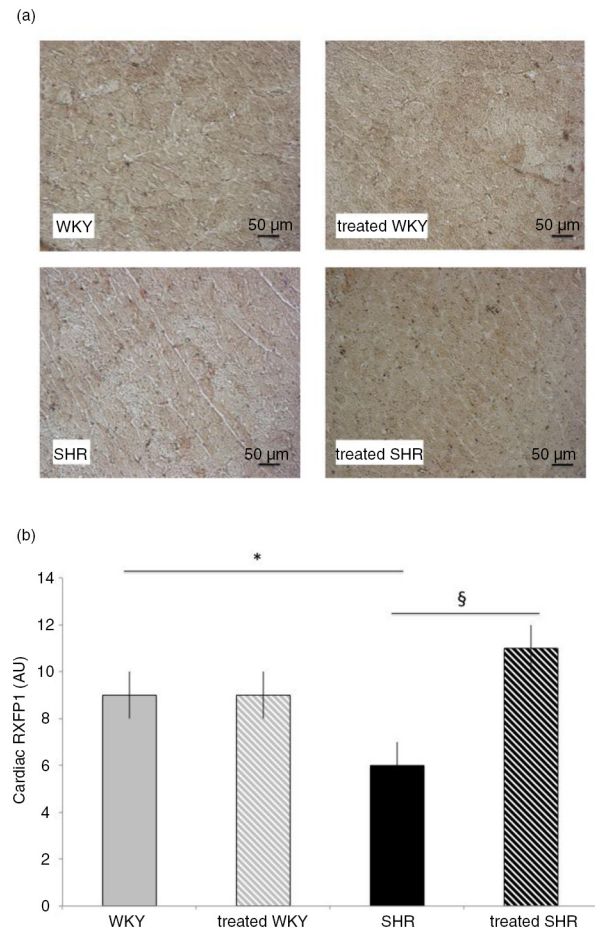 (a)
WKY
50 µm
treated WKY
50 µm
SHR
50 µm
treated SHR
50 µm
(b)
*
§
Cardiac RXFP1 (AU)
14
12
10
8
6
4
2
0
WKY
treated WKY
SHR
treated SHR